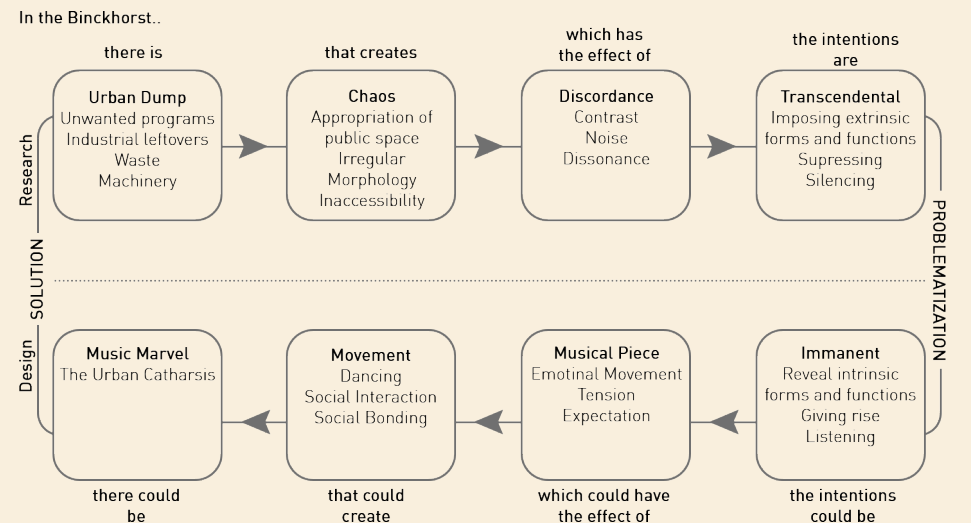 In the Binckhorst..
there is
that creates
which has
the effect of
the intentions
are
Urban Dump
Unwanted programs
Industrial leftovers
Waste
Machinery
Chaos
Appropriation of
public space
Irregular
Morphology
Inaccessibility
Discordance
Contrast
Noise
Dissonance
Transcendental
Imposing extrinsic
forms and functions
Supressing
Silencing
Research
SOLUTION
Design
PROBLEMATIZATION
Music Marvel
The Urban Catharsis
Movement
Dancing
Social Interaction
Social Bonding
Musical Piece
Emotinal Movement
Tension
Expectation
Immanent
Reveal intrinsic
forms and functions
Giving rise
Listening
there could
be
that could
create
which could have
the effect of
the intentions
could be